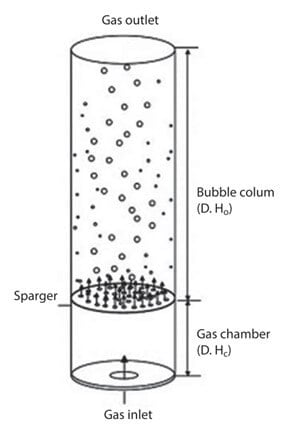 Gas outlet
Bubble colum
(D. H₀)
Sparger
Gas chamber
(D. H꜀)
Gas inlet